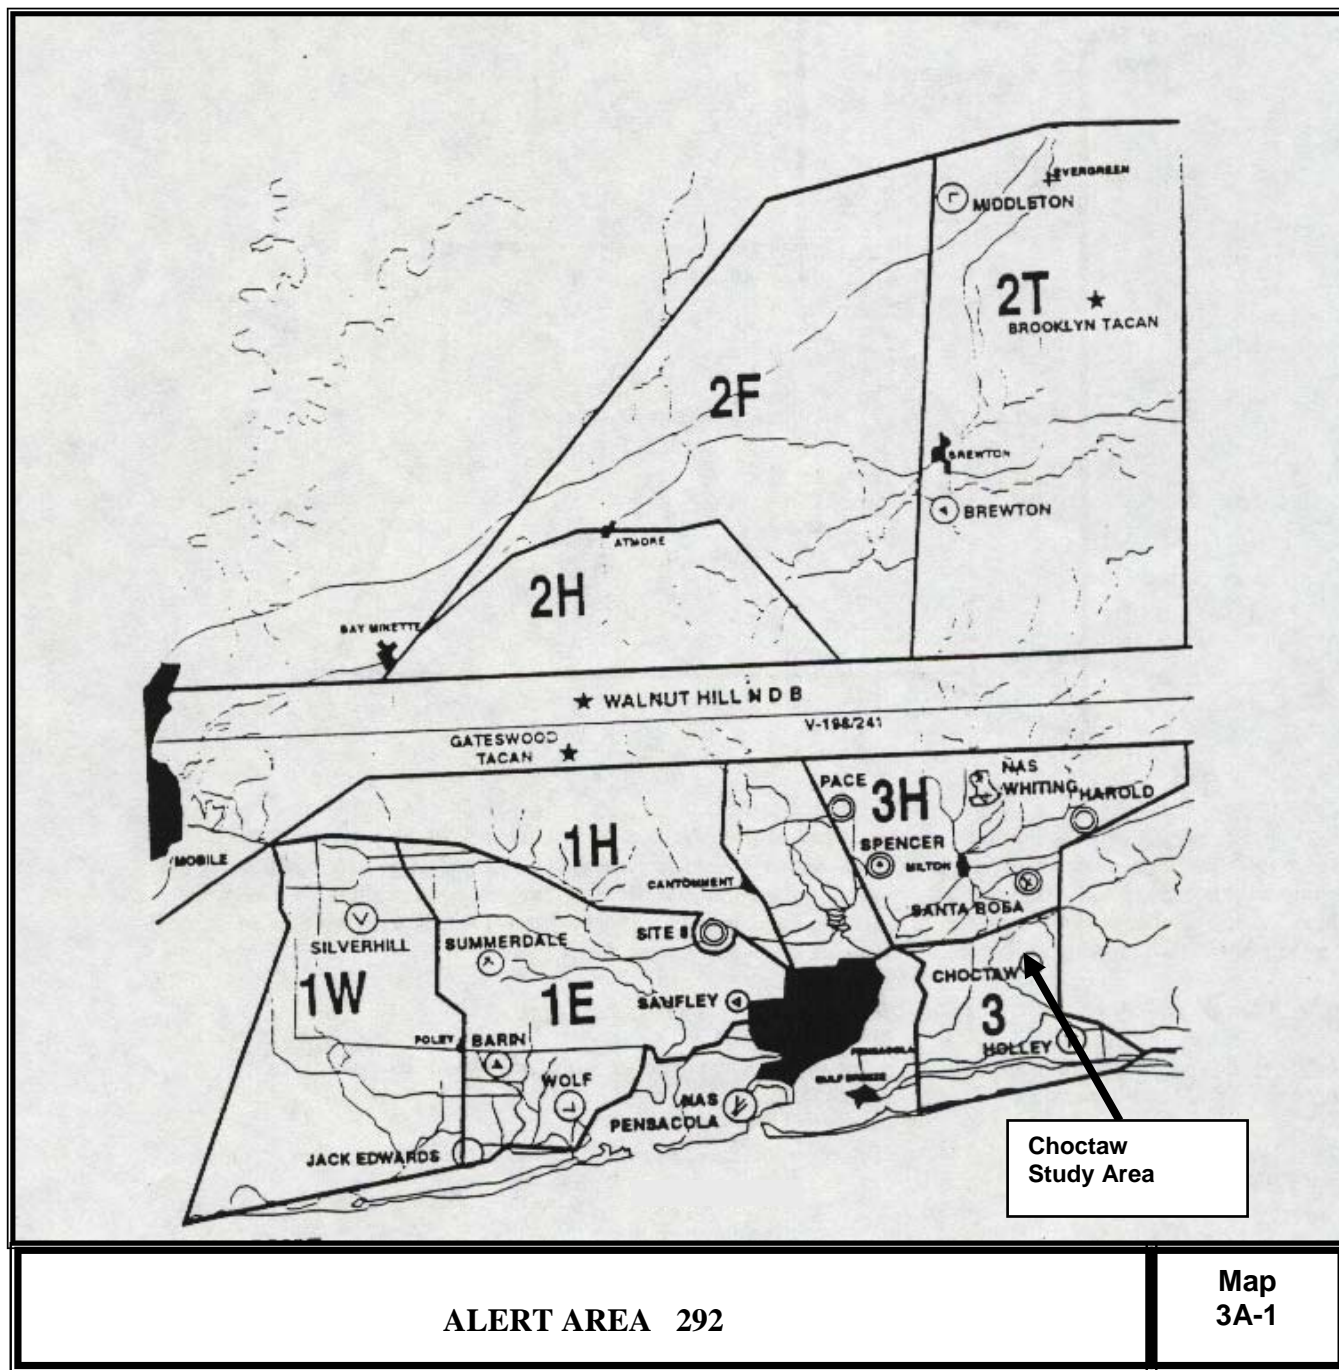 EVERGREEN
MIDDLETON
2T
BROOKLYN TACAN
2F
BREWTON
BREWTON
ATMORE
2H
BAY MINETTE
WALNUT HILL N D B
V-198/241
GATESWOOD
TACAN
NAS
WHITING
PACE
3H
HAROLD
SPENCER
MILTON
1H
MOBILE
CANTONMENT
SANTA ROSA
SITE 8
SILVERHILL
SUMMERDALE
CHOCTAW
1W
1E
SAUFLEY
3
FOLEY
BARIN
HOLLEY
PENSACOLA
GULF BREEZE
WOLF
NAS
PENSACOLA
JACK EDWARDS
Choctaw
Study Area
ALERT AREA 292
Map
3A-1